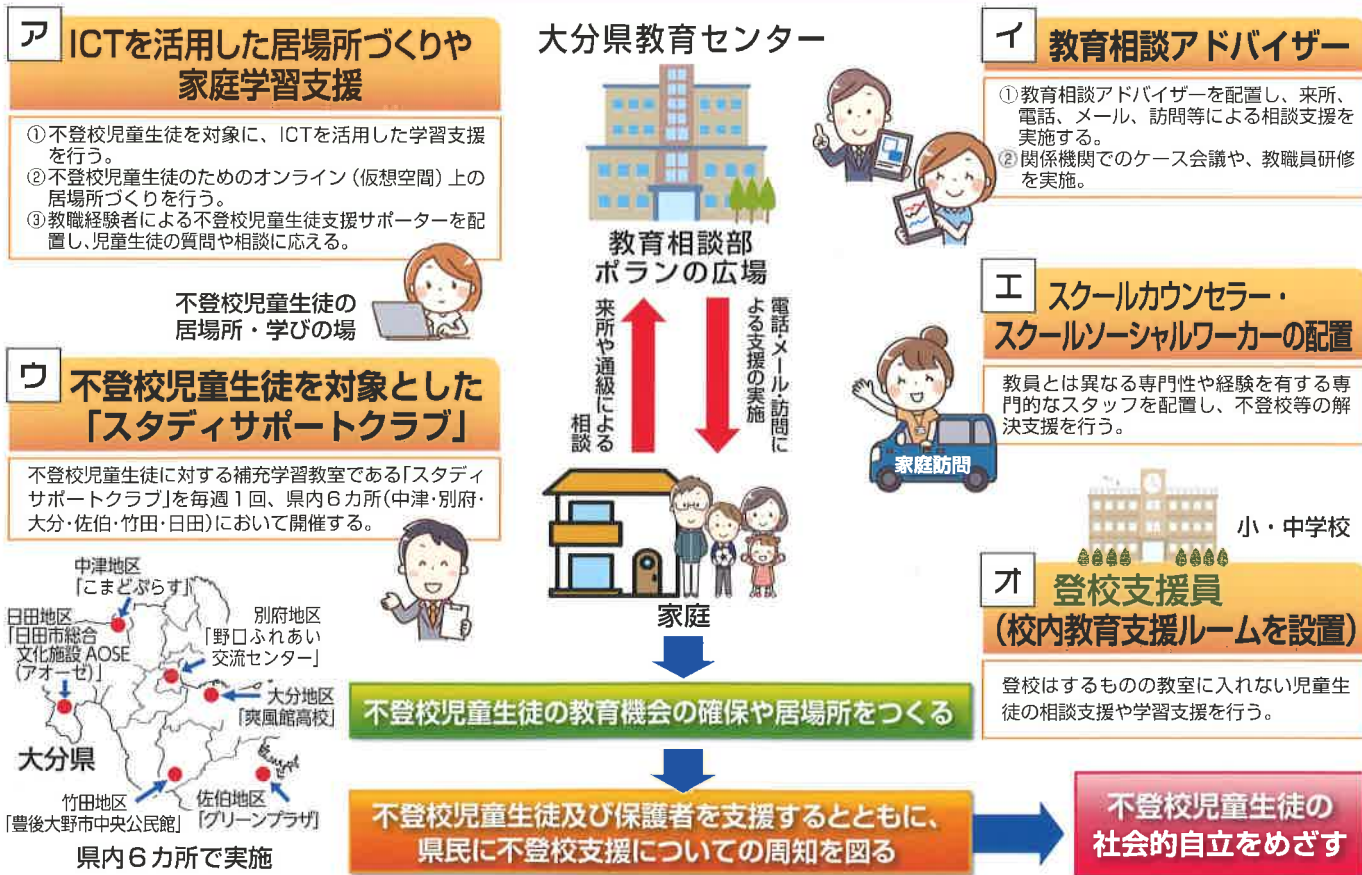 ア
ICTを活用した居場所づくりや
家庭学習支援
①不登校児童生徒を対象に、ICTを活用した学習支援
を行う。
②不登校児童生徒のためのオンライン(仮想空間)上の
居場所づくりを行う。
③教職経験者による不登校児童生徒支援サポーターを配
置し、児童生徒の質問や相談に応える。
不登校児童生徒の
居場所・学びの場
ウ
不登校児童生徒を対象とした
「スタディサポートクラブ」
不登校児童生徒に対する補充学習教室である「スタディ
サポートクラブ」を毎週1回、県内6カ所(中津・別府・
大分・佐伯・竹田・日田)において開催する。
中津地区
「こまどぷらす」
日田地区
「日田市総合
文化施設 AOSE
(アオーゼ)」
別府地区
「野口ふれあい
交流センター」
大分地区
「爽風館高校」
大分県
竹田地区
「豊後大野市中央公民館」
佐伯地区
「グリーンプラザ」
県内6カ所で実施
大分県教育センター
教育相談部
ポランの広場
来所や通級による
相談
電話・メール・訪問に
よる支援の実施
家庭
不登校児童生徒の教育機会の確保や居場所をつくる
不登校児童生徒及び保護者を支援するとともに、
県民に不登校支援についての周知を図る
イ
教育相談アドバイザー
①教育相談アドバイザーを配置し、来所、
電話、メール、訪問等による相談支援を
実施する。
②関係機関でのケース会議や、教職員研修
を実施。
エ
スクールカウンセラー・
スクールソーシャルワーカーの配置
教員とは異なる専門性や経験を有する専
門的なスタッフを配置し、不登校等の解
決支援を行う。
家庭訪問
小・中学校
オ
登校支援員
(校内教育支援ルームを設置)
登校はするものの教室に入れない児童生
徒の相談支援や学習支援を行う。
不登校児童生徒の
社会的自立をめざす